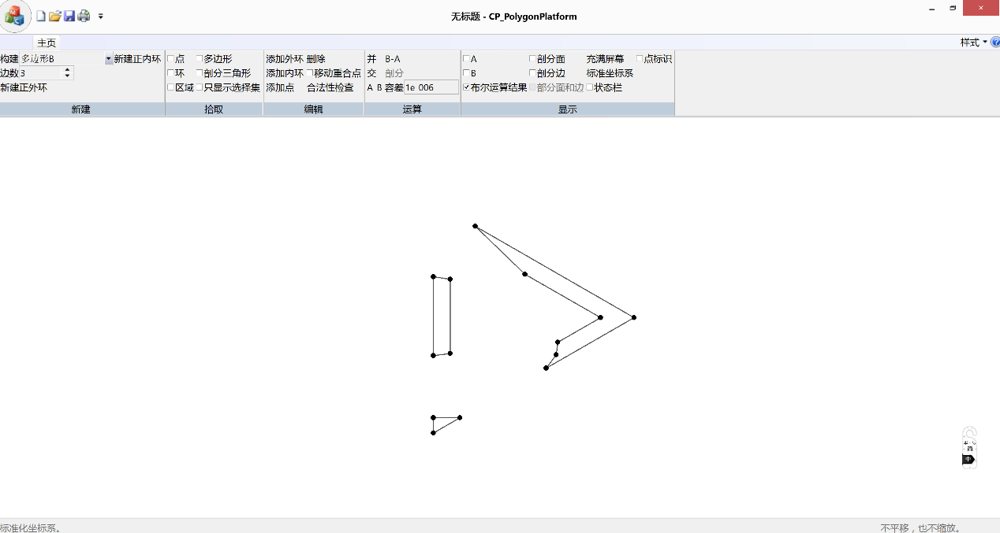 无标题 - CP_PolygonPlatform
主页
样式
构建 多边形B 新建正内环 点 多边形 添加外环 删除 并 B-A A 剖分面 充满屏幕 点标识
边数 3 环 剖分三角形 添加内环 移动重合点 交 剖分 B 剖分边 标准坐标系
新建正外环 区域 只显示选择集 添加点 合法性检查 A B 容差 1e 006 布尔运算结果 剖分面和边 状态栏
新建 拾取 编辑 运算 显示
简
中
标准化坐标系。 不平移，也不缩放。